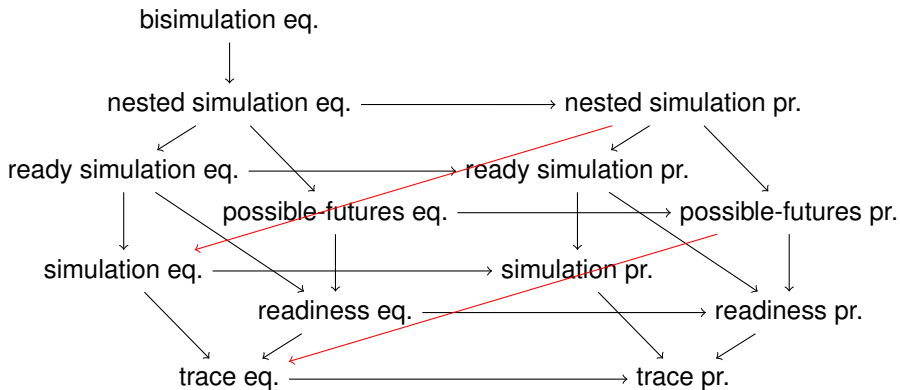 bisimulation eq.
nested simulation eq.
nested simulation pr.
ready simulation eq.
ready simulation pr.
possible-futures eq.
possible-futures pr.
simulation eq.
simulation pr.
readiness eq.
readiness pr.
trace eq.
trace pr.